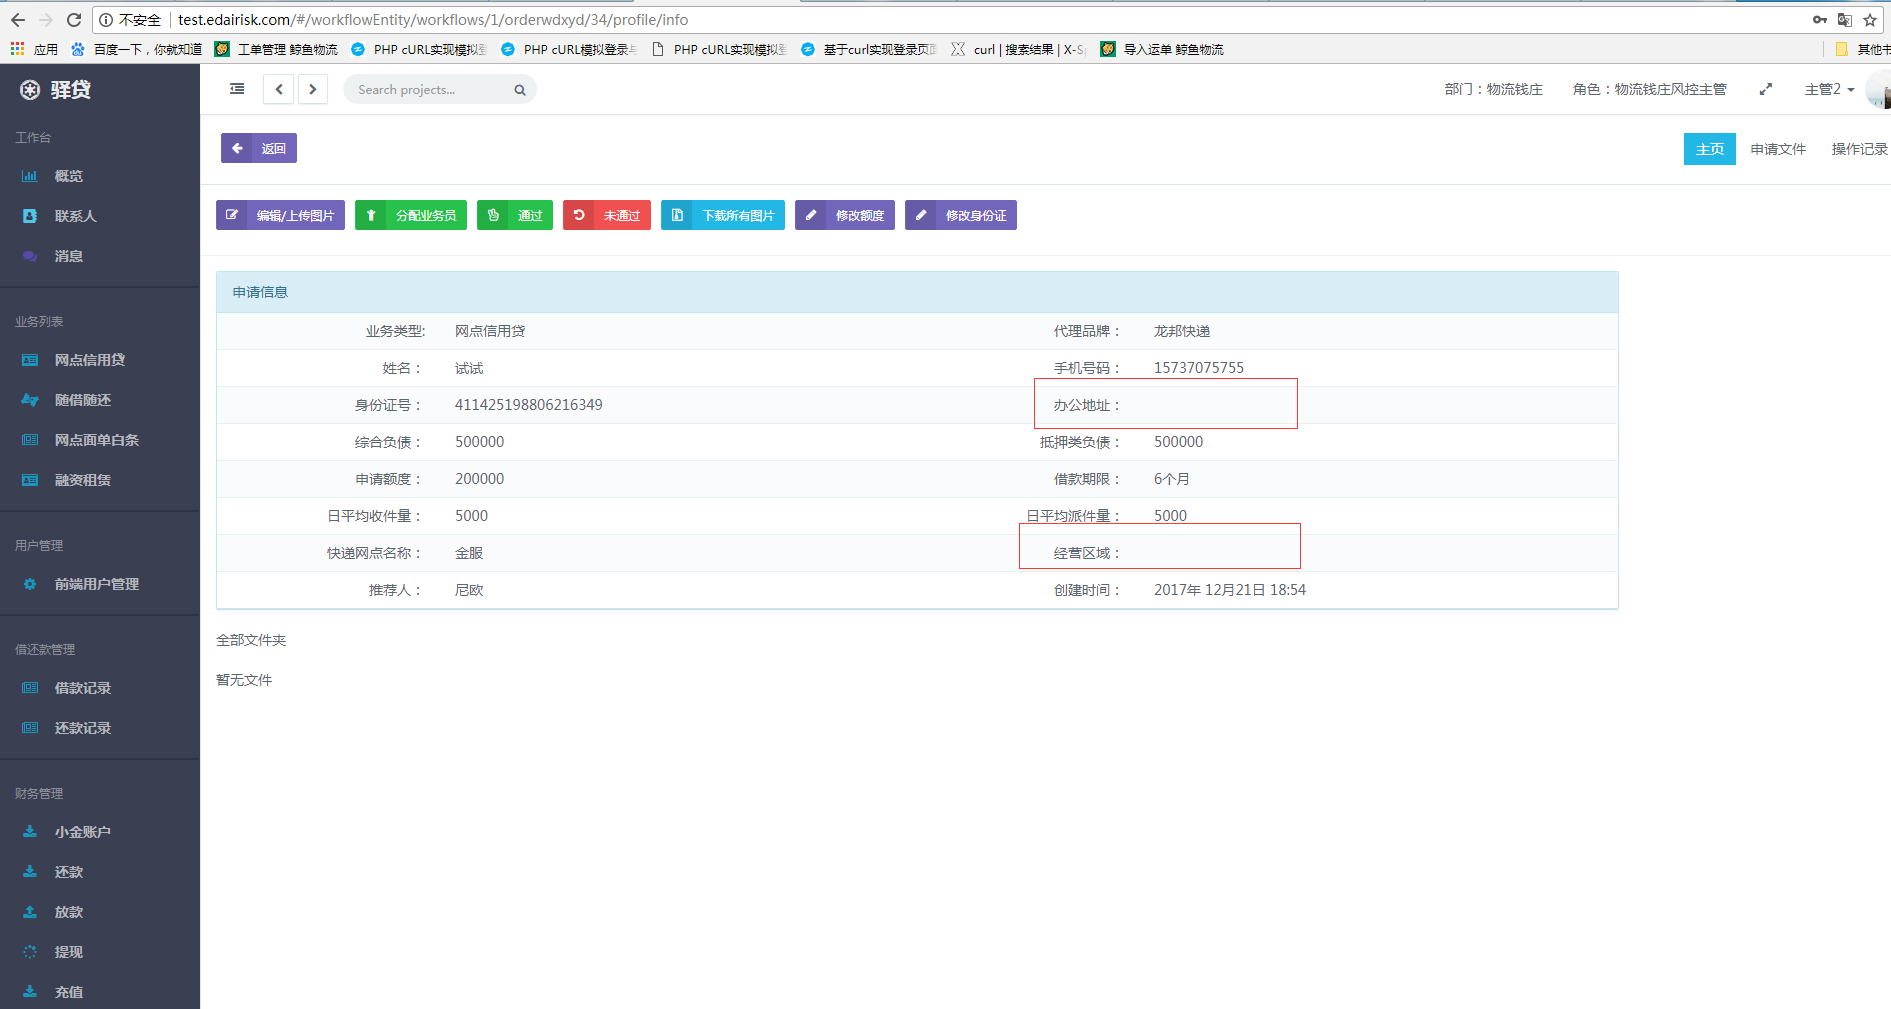 不安全 test.edairisk.com/#/workflowEntity/workflows/1/orderwdxyd/34/profile/info
应用 百度一下，你就知道 工单管理 鲸鱼物流 PHP cURL实现模拟登 PHP cURL模拟登录与 PHP cURL实现模拟登 基于curl实现登录页面 curl | 搜索结果 | X-Sp 导入运单 鲸鱼物流 其他书
驿贷
Search projects...
部门：物流钱庄 角色：物流钱庄风控主管 主管2
工作台
概览
联系人
消息
业务列表
网点信用贷
随借随还
网点面单白条
融资租赁
用户管理
前端用户管理
借还款管理
借款记录
还款记录
财务管理
小金账户
还款
放款
提现
充值
返回
主页 申请文件 操作记录
编辑/上传图片 分配业务员 通过 未通过 下载所有图片 修改额度 修改身份证
申请信息
业务类型: 网点信用贷 代理品牌： 龙邦快递
姓名： 试试 手机号码： 15737075755
身份证号： 411425198806216349 办公地址：
综合负债： 500000 抵押类负债： 500000
申请额度： 200000 借款期限： 6个月
日平均收件量： 5000 日平均派件量： 5000
快递网点名称： 金服 经营区域：
推荐人： 尼欧 创建时间： 2017年 12月21日 18:54
全部文件夹
暂无文件